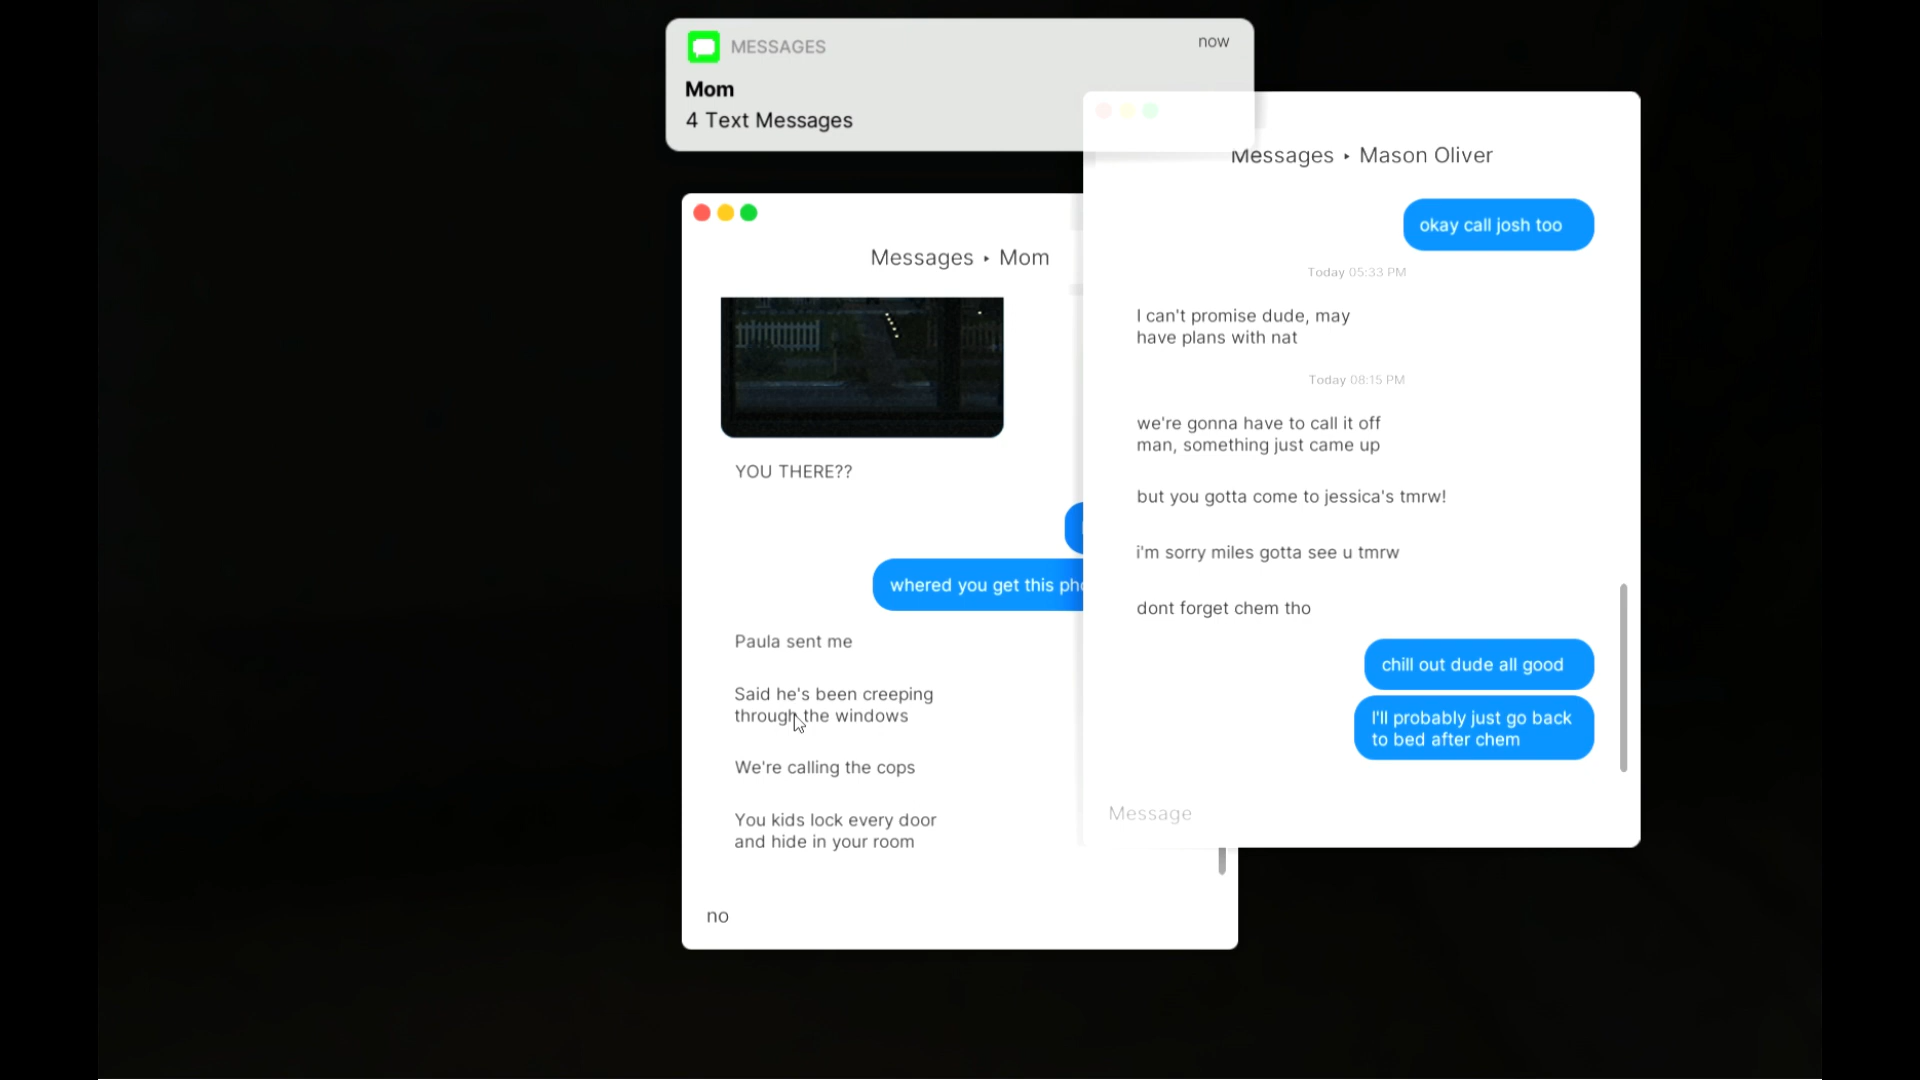 MESSAGES
now
Mom
4 Text Messages
Messages ‣ Mom
YOU THERE??
whered you get this
Paula sent me
Said he's been creeping
through the windows
We're calling the cops
You kids lock every door
and hide in your room
no
Messages ‣ Mason Oliver
okay call josh too
Today 05:33 PM
I can't promise dude, may
have plans with nat
Today 08:15 PM
we're gonna have to call it off
man, something just came up
but you gotta come to jessica's tmrw!
i'm sorry miles gotta see u tmrw
dont forget chem tho
chill out dude all good
I'll probably just go back
to bed after chem
Message